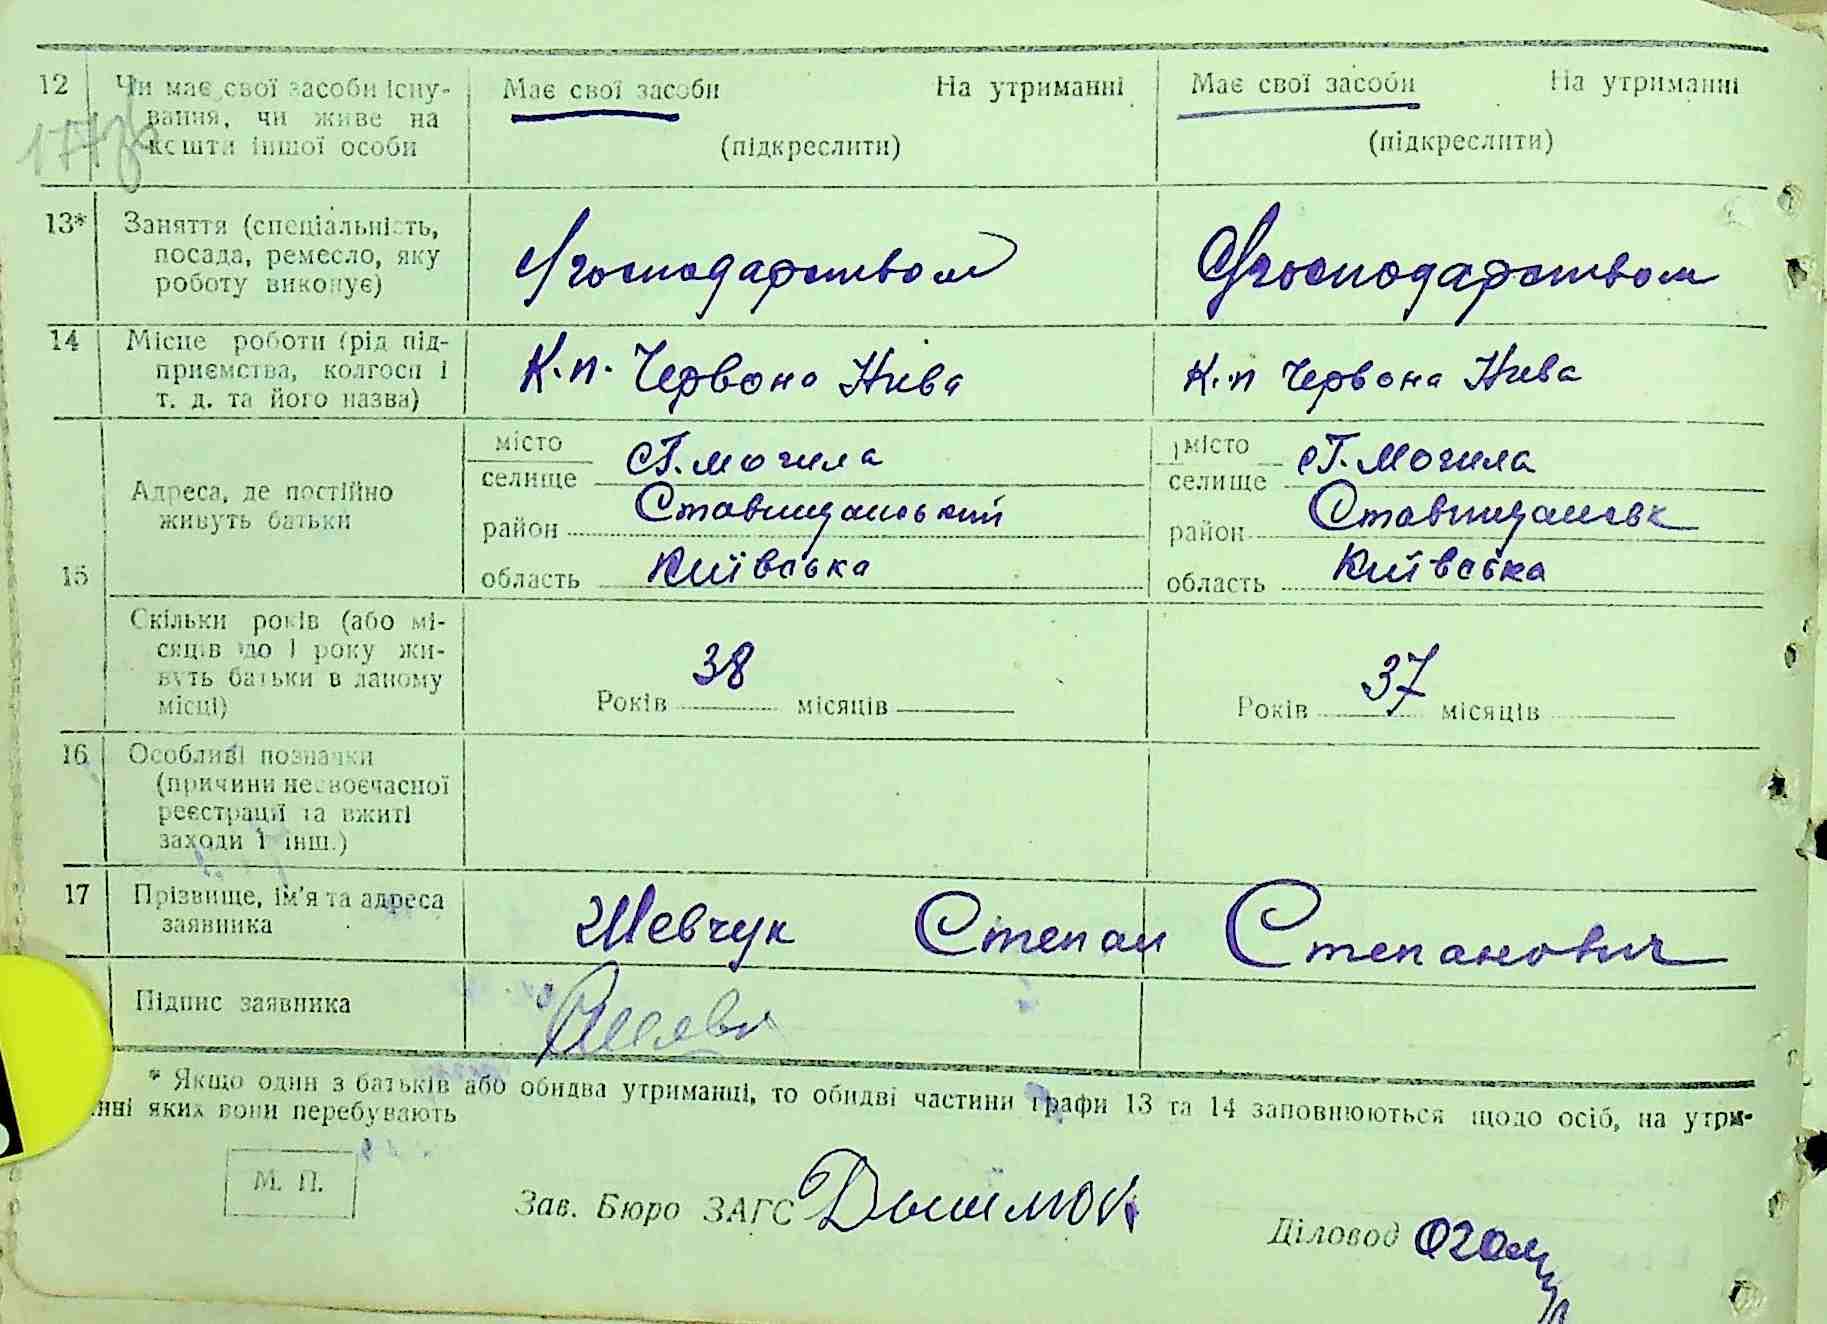 12 Чи має свої засоби існу-
вання, чи живе на
кошти іншої особи
Має свої засоби На утриманні
(підкреслити)
Має свої засоби На утриманні
(підкреслити)
13* Заняття (спеціальність,
посада, ремесло, яку
роботу виконує)
Сгосподарством
Сгосподарством
14 Місце роботи (рід під-
приємства, колгосп і
т. д. та його назва)
К.п. Червона Нива
К.п Червона Нива
15 Адреса, де постійно
живуть батьки
місто
селище С.Г.могила
район Ставищанський
область Київська
місто
селище С.Г.Могила
район Ставищанськ
область Київська
Скільки років (або мі-
сяців до 1 року жи-
вуть батьки в даному
місці)
Років 38 місяців
Років 37 місяців
16 Особливі позначки
(причини несвоєчасної
реєстрації та вжиті
заходи і інш.)
17 Прізвище, ім'я та адреса
заявника
Шевчук Степан Степанович
Підпис заявника
* Якщо один з батьків або обидва утриманці, то обидві частини графи 13 та 14 заповнюються щодо осіб, на утри-
нні яких вони перебувають
М. П.
Зав. Бюро ЗАГС
Діловод